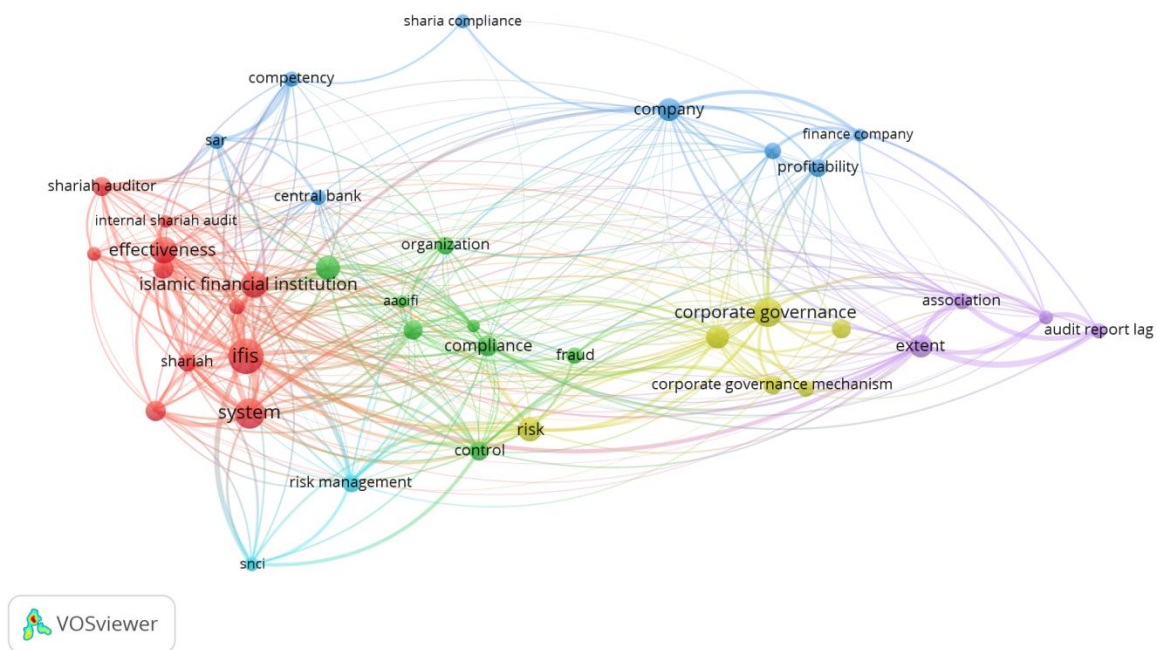 sharia compliance
competency
company
finance company
sar
profitability
shariah auditor
central bank
internal shariah audit
effectiveness
organization
islamic financial institution
aaoifi
association
corporate governance
audit report lag
compliance
extent
ifis
fraud
shariah
corporate governance mechanism
system
risk
control
risk management
snci
VOSviewer